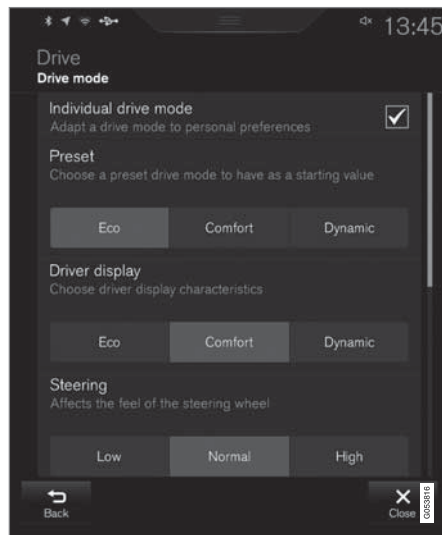 13:45
Drive
Drive mode
Individual drive mode
Adapt a drive mode to personal preferences
Preset
Choose a preset drive mode to have as a starting value
Eco Comfort Dynamic
Driver display
Choose driver display characteristics
Eco Comfort Dynamic
Steering
Affects the feel of the steering wheel
Low Normal High
Back Close
G053816